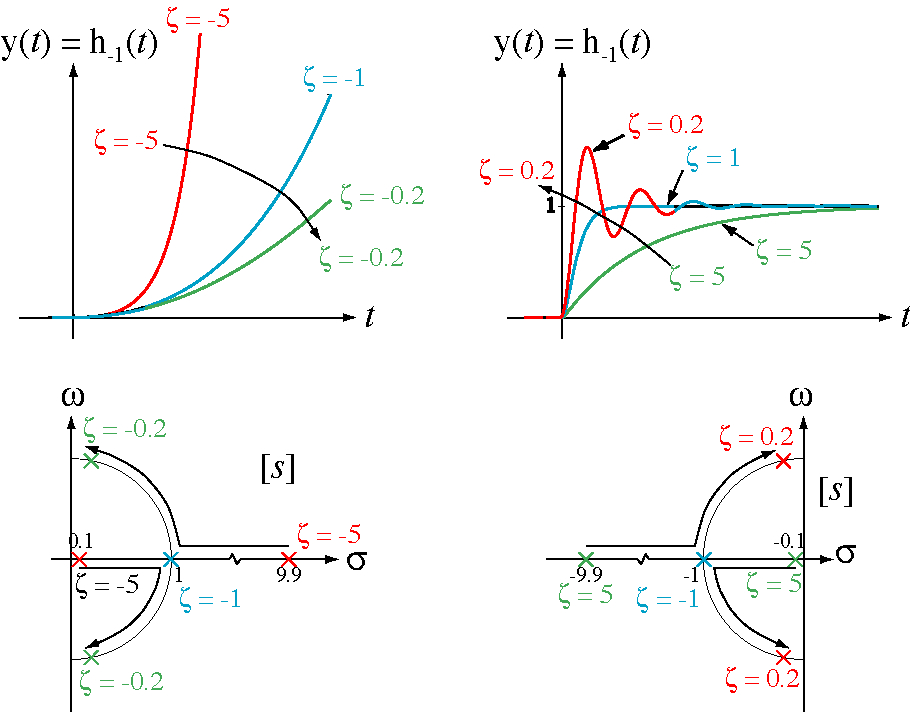 ζ = -5
y(t) = h-1(t)
ζ = -1
ζ = -5
ζ = -0.2
ζ = -0.2
t
y(t) = h-1(t)
ζ = 0.2
ζ = 1
ζ = 0.2
1
ζ = 5
ζ = 5
t
ω
ζ = -0.2
[s]
0.1
ζ = -5
σ
ζ = -5
1
9.9
ζ = -1
ζ = -0.2
ω
ζ = 0.2
[s]
-0.1
σ
-9.9
-1
ζ = 5
ζ = -1
ζ = 5
ζ = 0.2